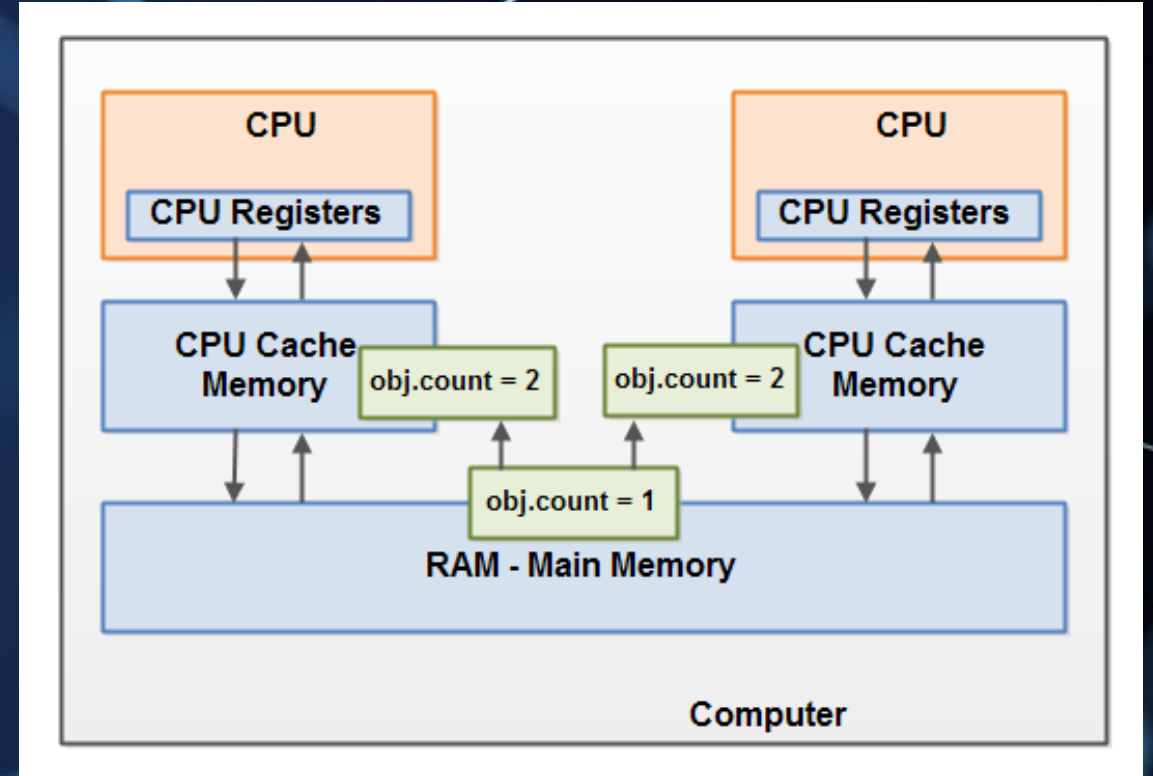 CPU
CPU
CPU Registers
CPU Registers
CPU Cache
Memory
obj.count = 2
obj.count = 2
CPU Cache
Memory
obj.count = 1
RAM - Main Memory
Computer